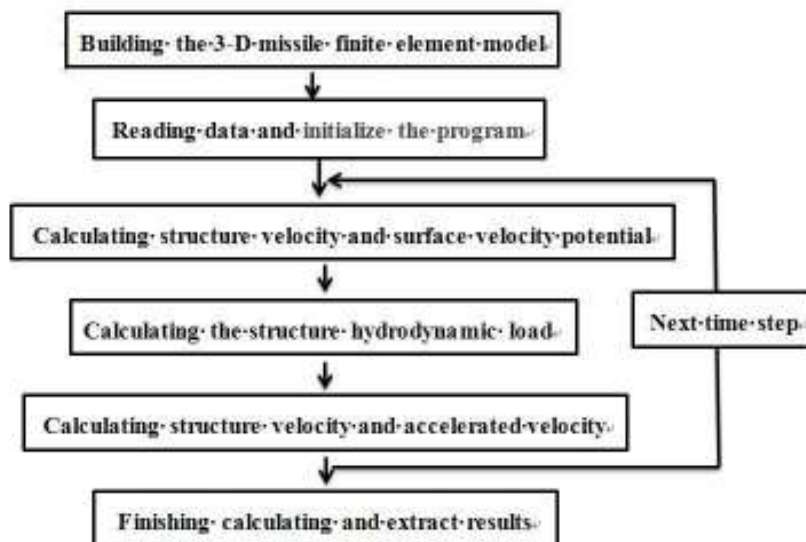 Building the 3-D missile finite element model
Reading data and initialize the program
Calculating structure velocity and surface velocity potential
Calculating the structure hydrodynamic load
Next time step
Calculating structure velocity and accelerated velocity
Finishing calculating and extract results